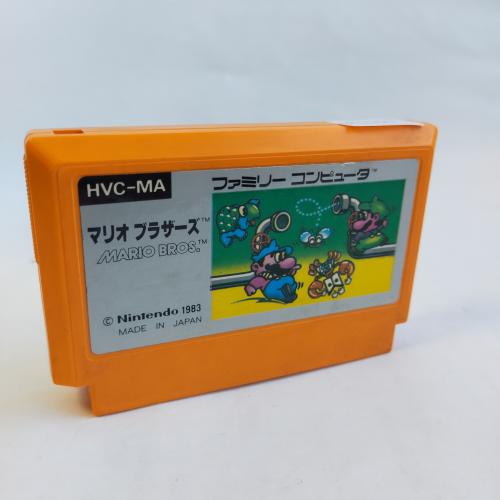 HVC-MA
ファミリー コンピュータ™
マリオ ブラザーズ™
MARIO BROS.™
© Nintendo 1983
MADE IN JAPAN